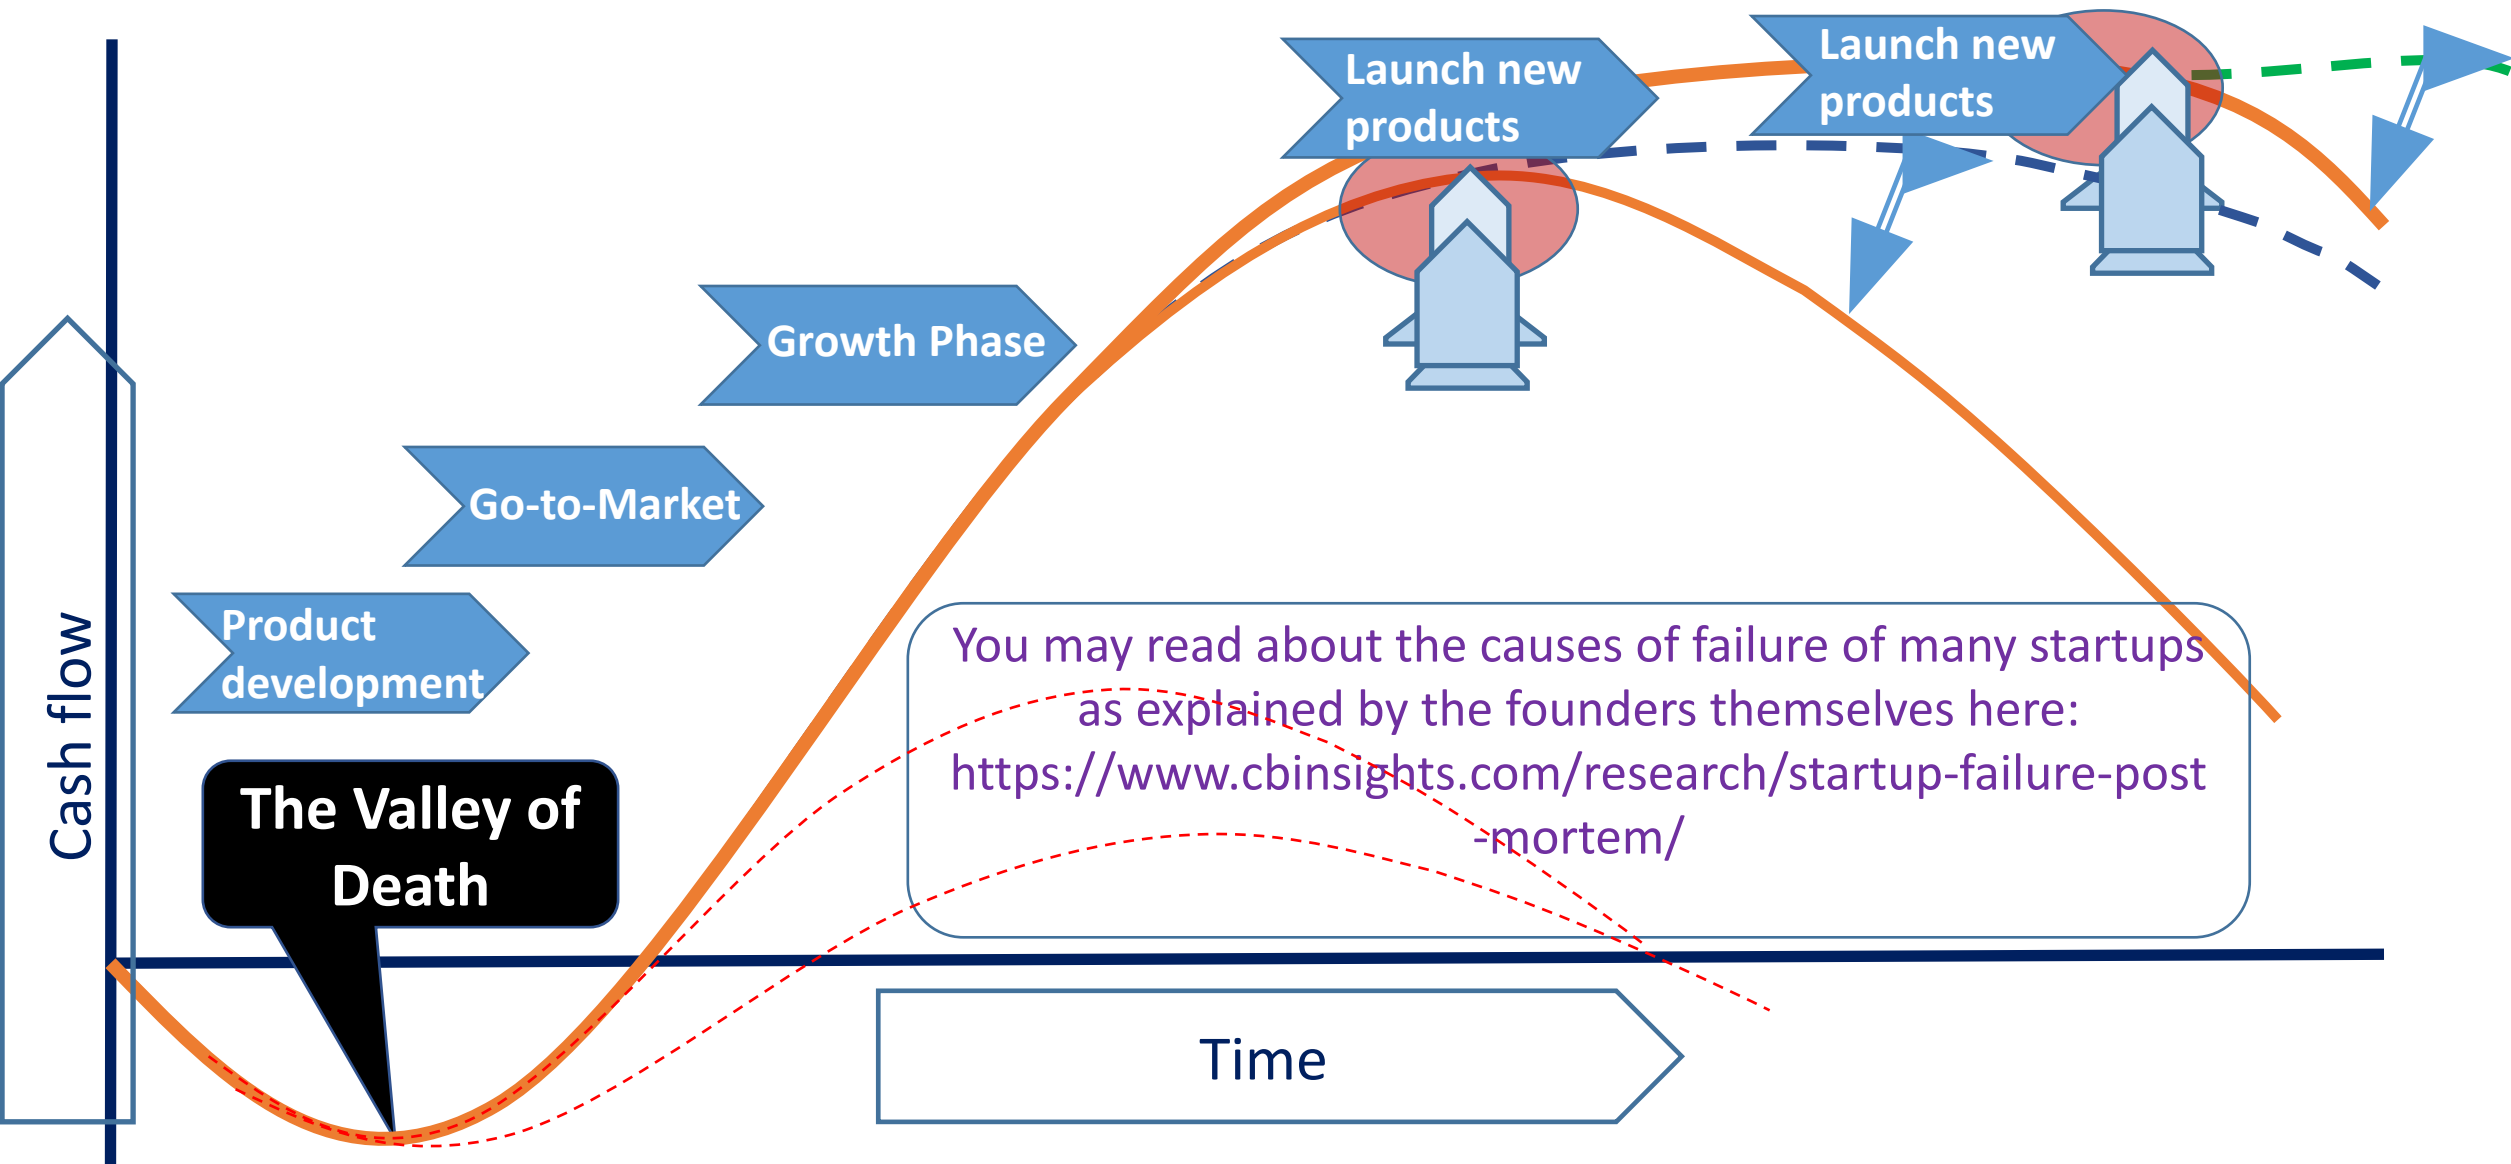 Launch new
products
Launch new
products
Growth Phase
Go-to-Market
Product
development
Cash flow
The Valley of
Death
You may read about the causes of failure of many startups
as explained by the founders themselves here:
https://www.cbinsights.com/research/startup-failure-post
-mortem/
Time